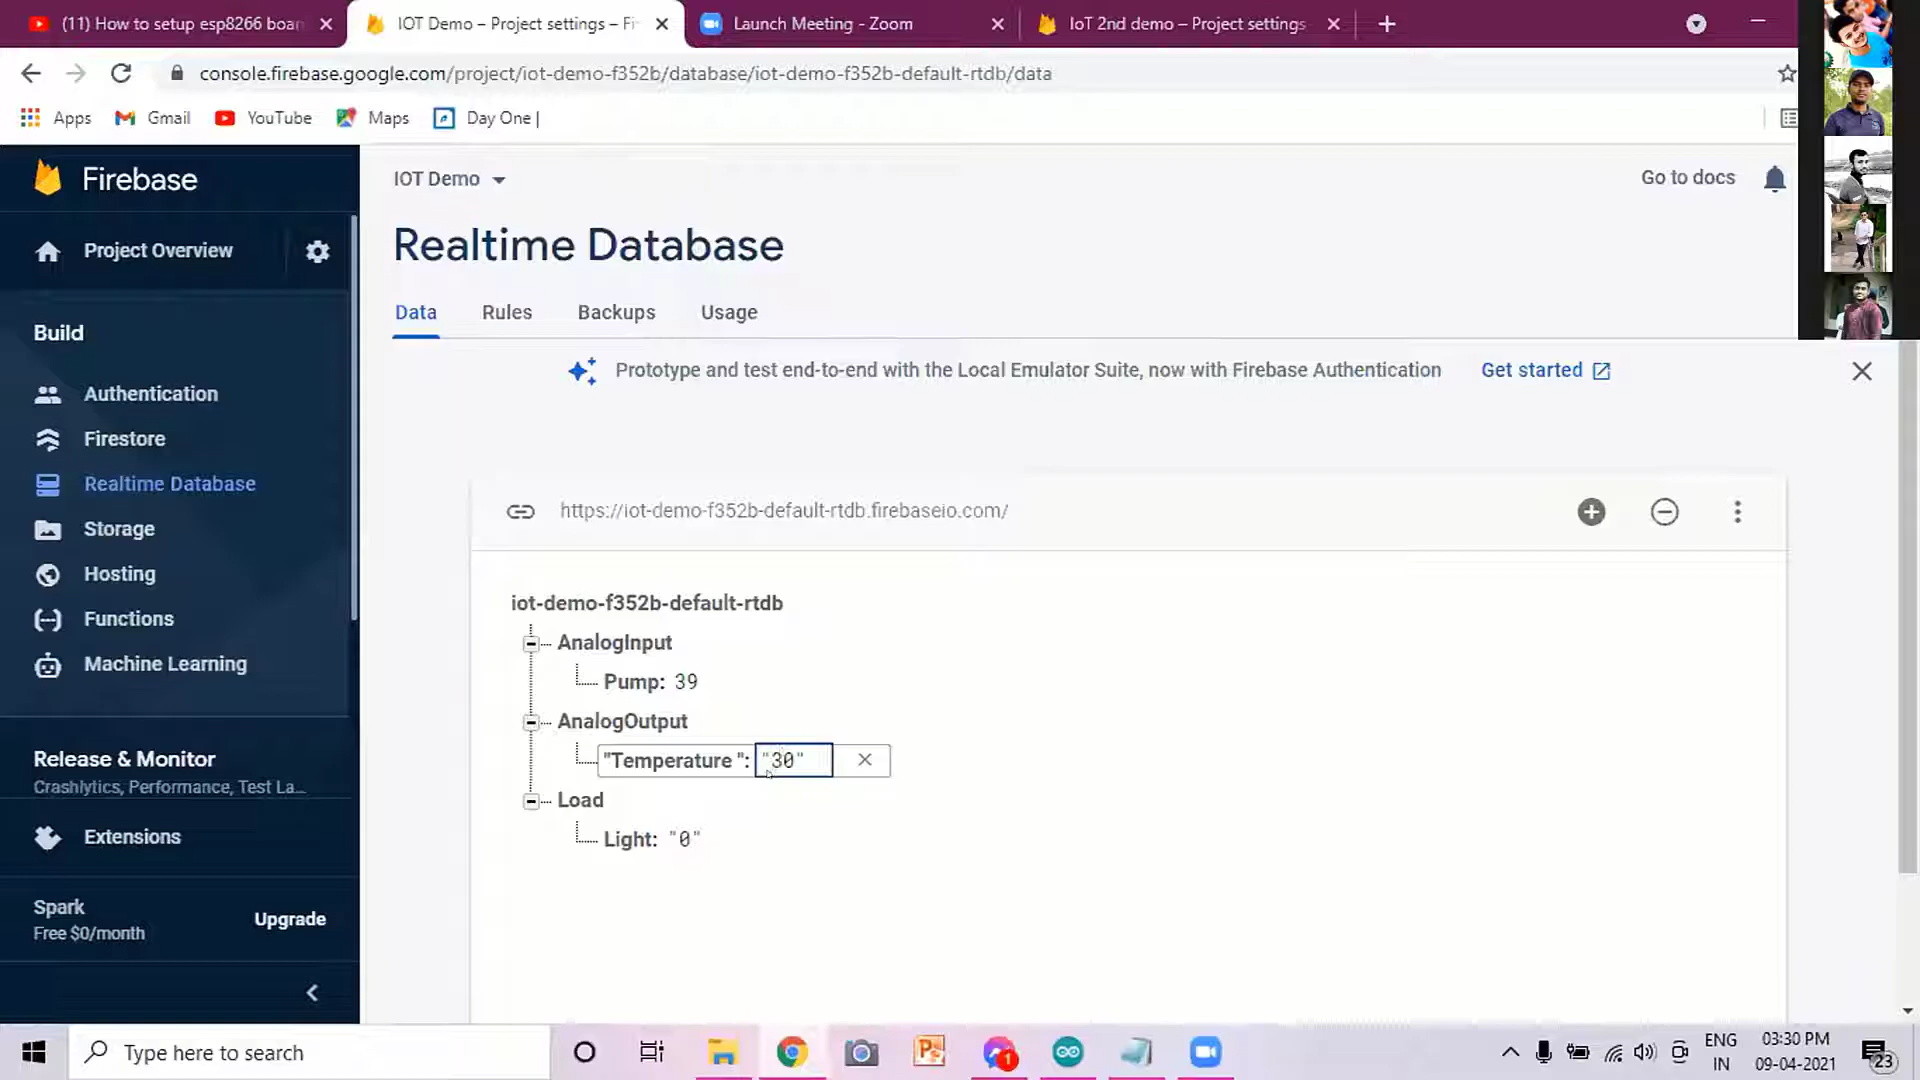 (11) How to setup esp8266 boar
IOT Demo – Project settings – Fi
Launch Meeting - Zoom
IoT 2nd demo – Project settings
console.firebase.google.com/project/iot-demo-f352b/database/iot-demo-f352b-default-rtdb/data
Apps
Gmail
YouTube
Maps
Day One |
Firebase
IOT Demo
Go to docs
Project Overview
Realtime Database
Data
Rules
Backups
Usage
Build
Prototype and test end-to-end with the Local Emulator Suite, now with Firebase Authentication
Get started
Authentication
Firestore
Realtime Database
Storage
Hosting
Functions
Machine Learning
https://iot-demo-f352b-default-rtdb.firebaseio.com/
iot-demo-f352b-default-rtdb
AnalogInput
Pump: 39
AnalogOutput
"Temperature ": "30"
Load
Light: "0"
Release & Monitor
Crashlytics, Performance, Test La...
Extensions
Spark
Free $0/month
Upgrade
Type here to search
1
ENG
IN
03:30 PM
09-04-2021
23